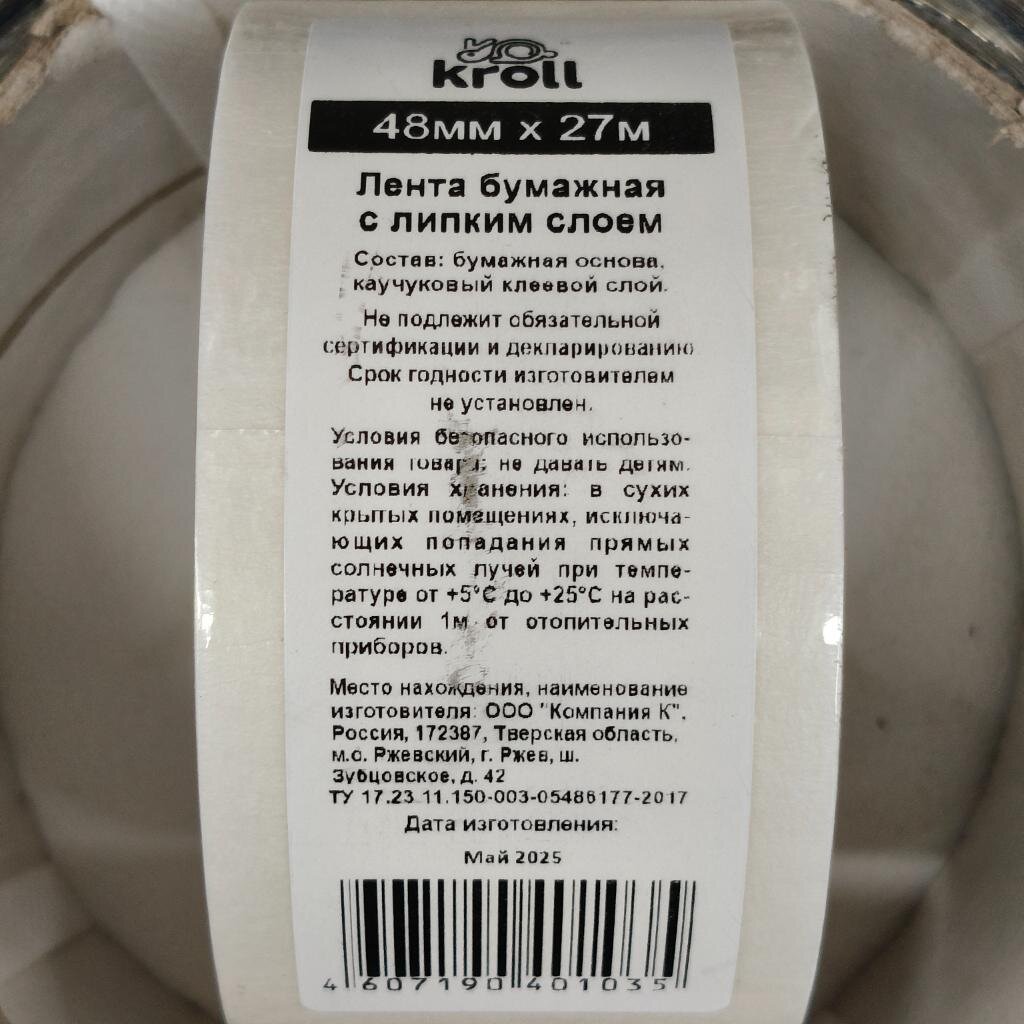 kroll
48мм x 27м
Лента бумажная
с липким слоем
Состав: бумажная основа,
каучуковый клеевой слой.
Не подлежит обязательной
сертификации и декларированию
Срок годности изготовителем
не установлен.
Условия безопасного использо-
вания товара: не давать детям.
Условия хранения: в сухих
крытых помещениях, исключа-
ющих попадания прямых
солнечных лучей при темпе-
ратуре от +5°С до +25°С на рас-
стоянии 1м от отопительных
приборов.
Место нахождения, наименование
изготовителя: ООО "Компания К",
Россия, 172387, Тверская область,
м.о. Ржевский, г. Ржев, ш.
Зубцовское, д. 42
ТУ 17.23.11.150-003-05486177-2017
Дата изготовления:
Май 2025
4 607190 401035